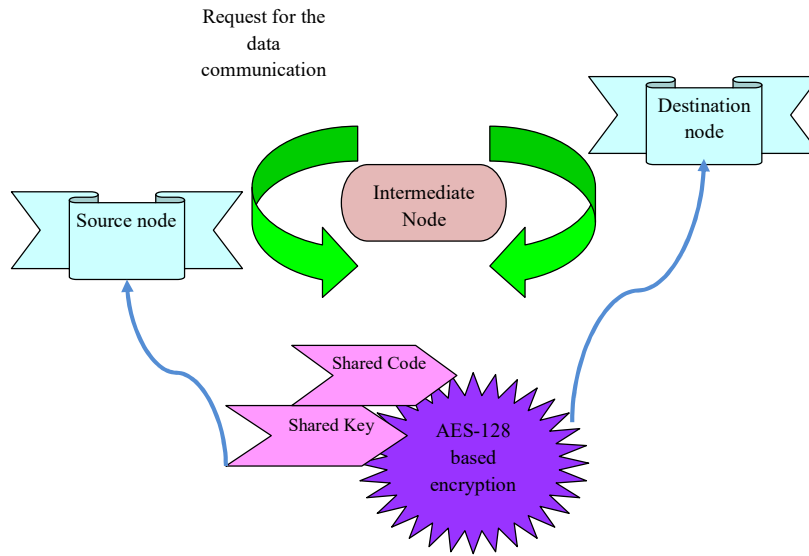 Request for the
data
communication
Destination
node
Intermediate
Node
Source node
Shared Code
Shared Key
AES-128
based
encryption